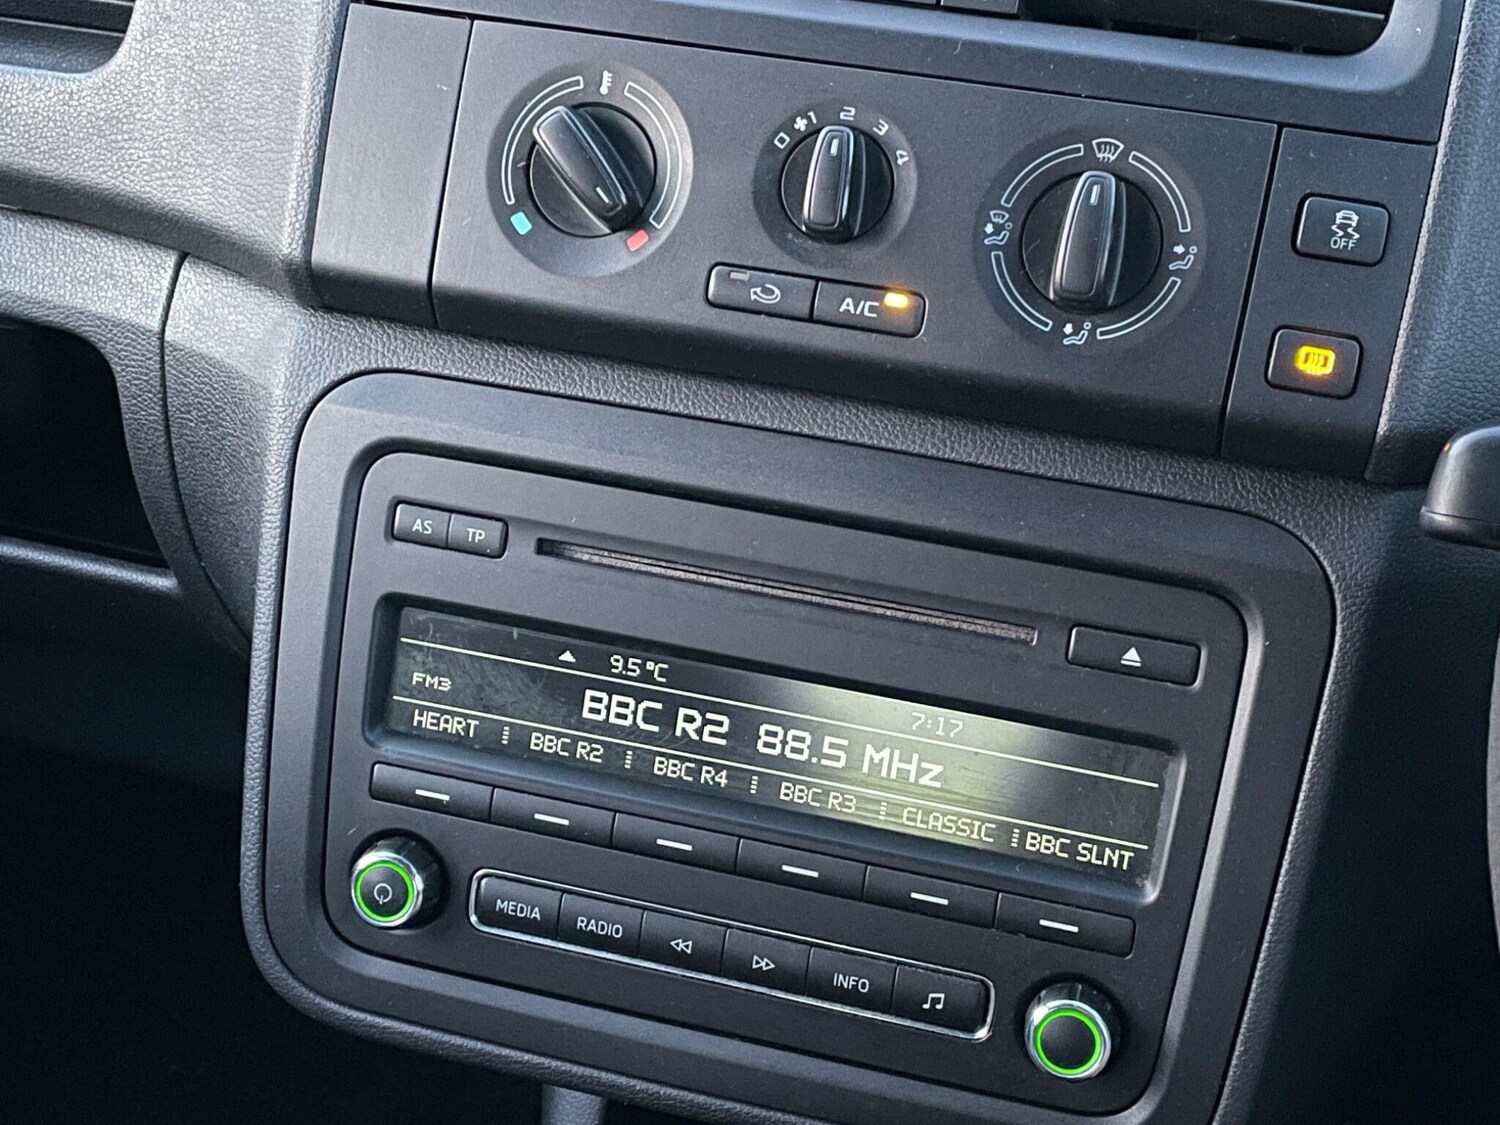 0 1 2 3 4
A/C
OFF
AS TP
9.5 °C
7:17
FM3
BBC R2 88.5 MHz
HEART BBC R2 BBC R4 BBC R3 CLASSIC BBC SLNT
MEDIA RADIO INFO